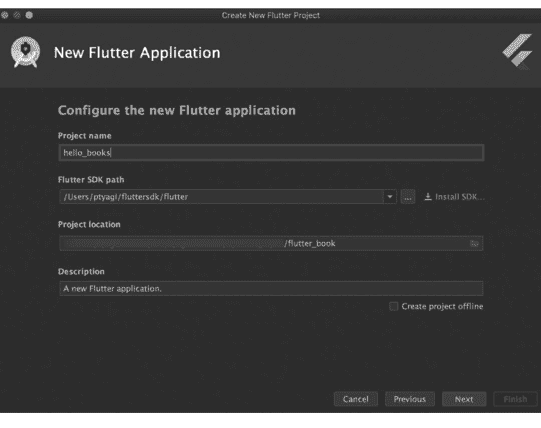 Create New Flutter Project
New Flutter Application
Configure the new Flutter application
Project name
hello_books
Flutter SDK path
/Users/ptyagi/fluttersdk/flutter
... Install SDK...
Project location
/flutter_book
Description
A new Flutter application.
Create project offline
Cancel Previous Next Finish